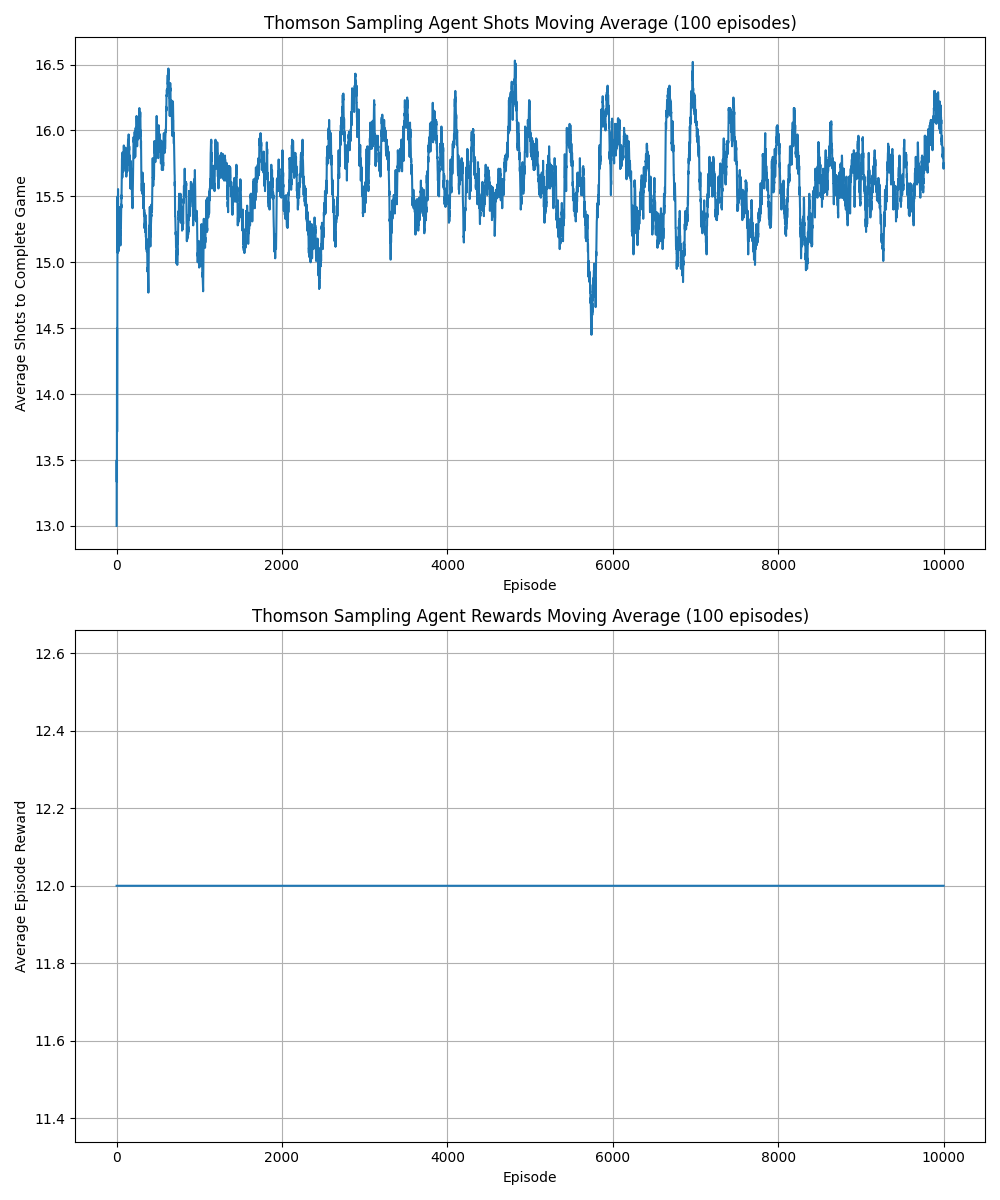 Thomson Sampling Agent Shots Moving Average (100 episodes)
Average Shots to Complete Game
16.5
16.0
15.5
15.0
14.5
14.0
13.5
13.0
0 2000 4000 6000 8000 10000
Episode
Thomson Sampling Agent Rewards Moving Average (100 episodes)
Average Episode Reward
12.6
12.4
12.2
12.0
11.8
11.6
11.4
0 2000 4000 6000 8000 10000
Episode